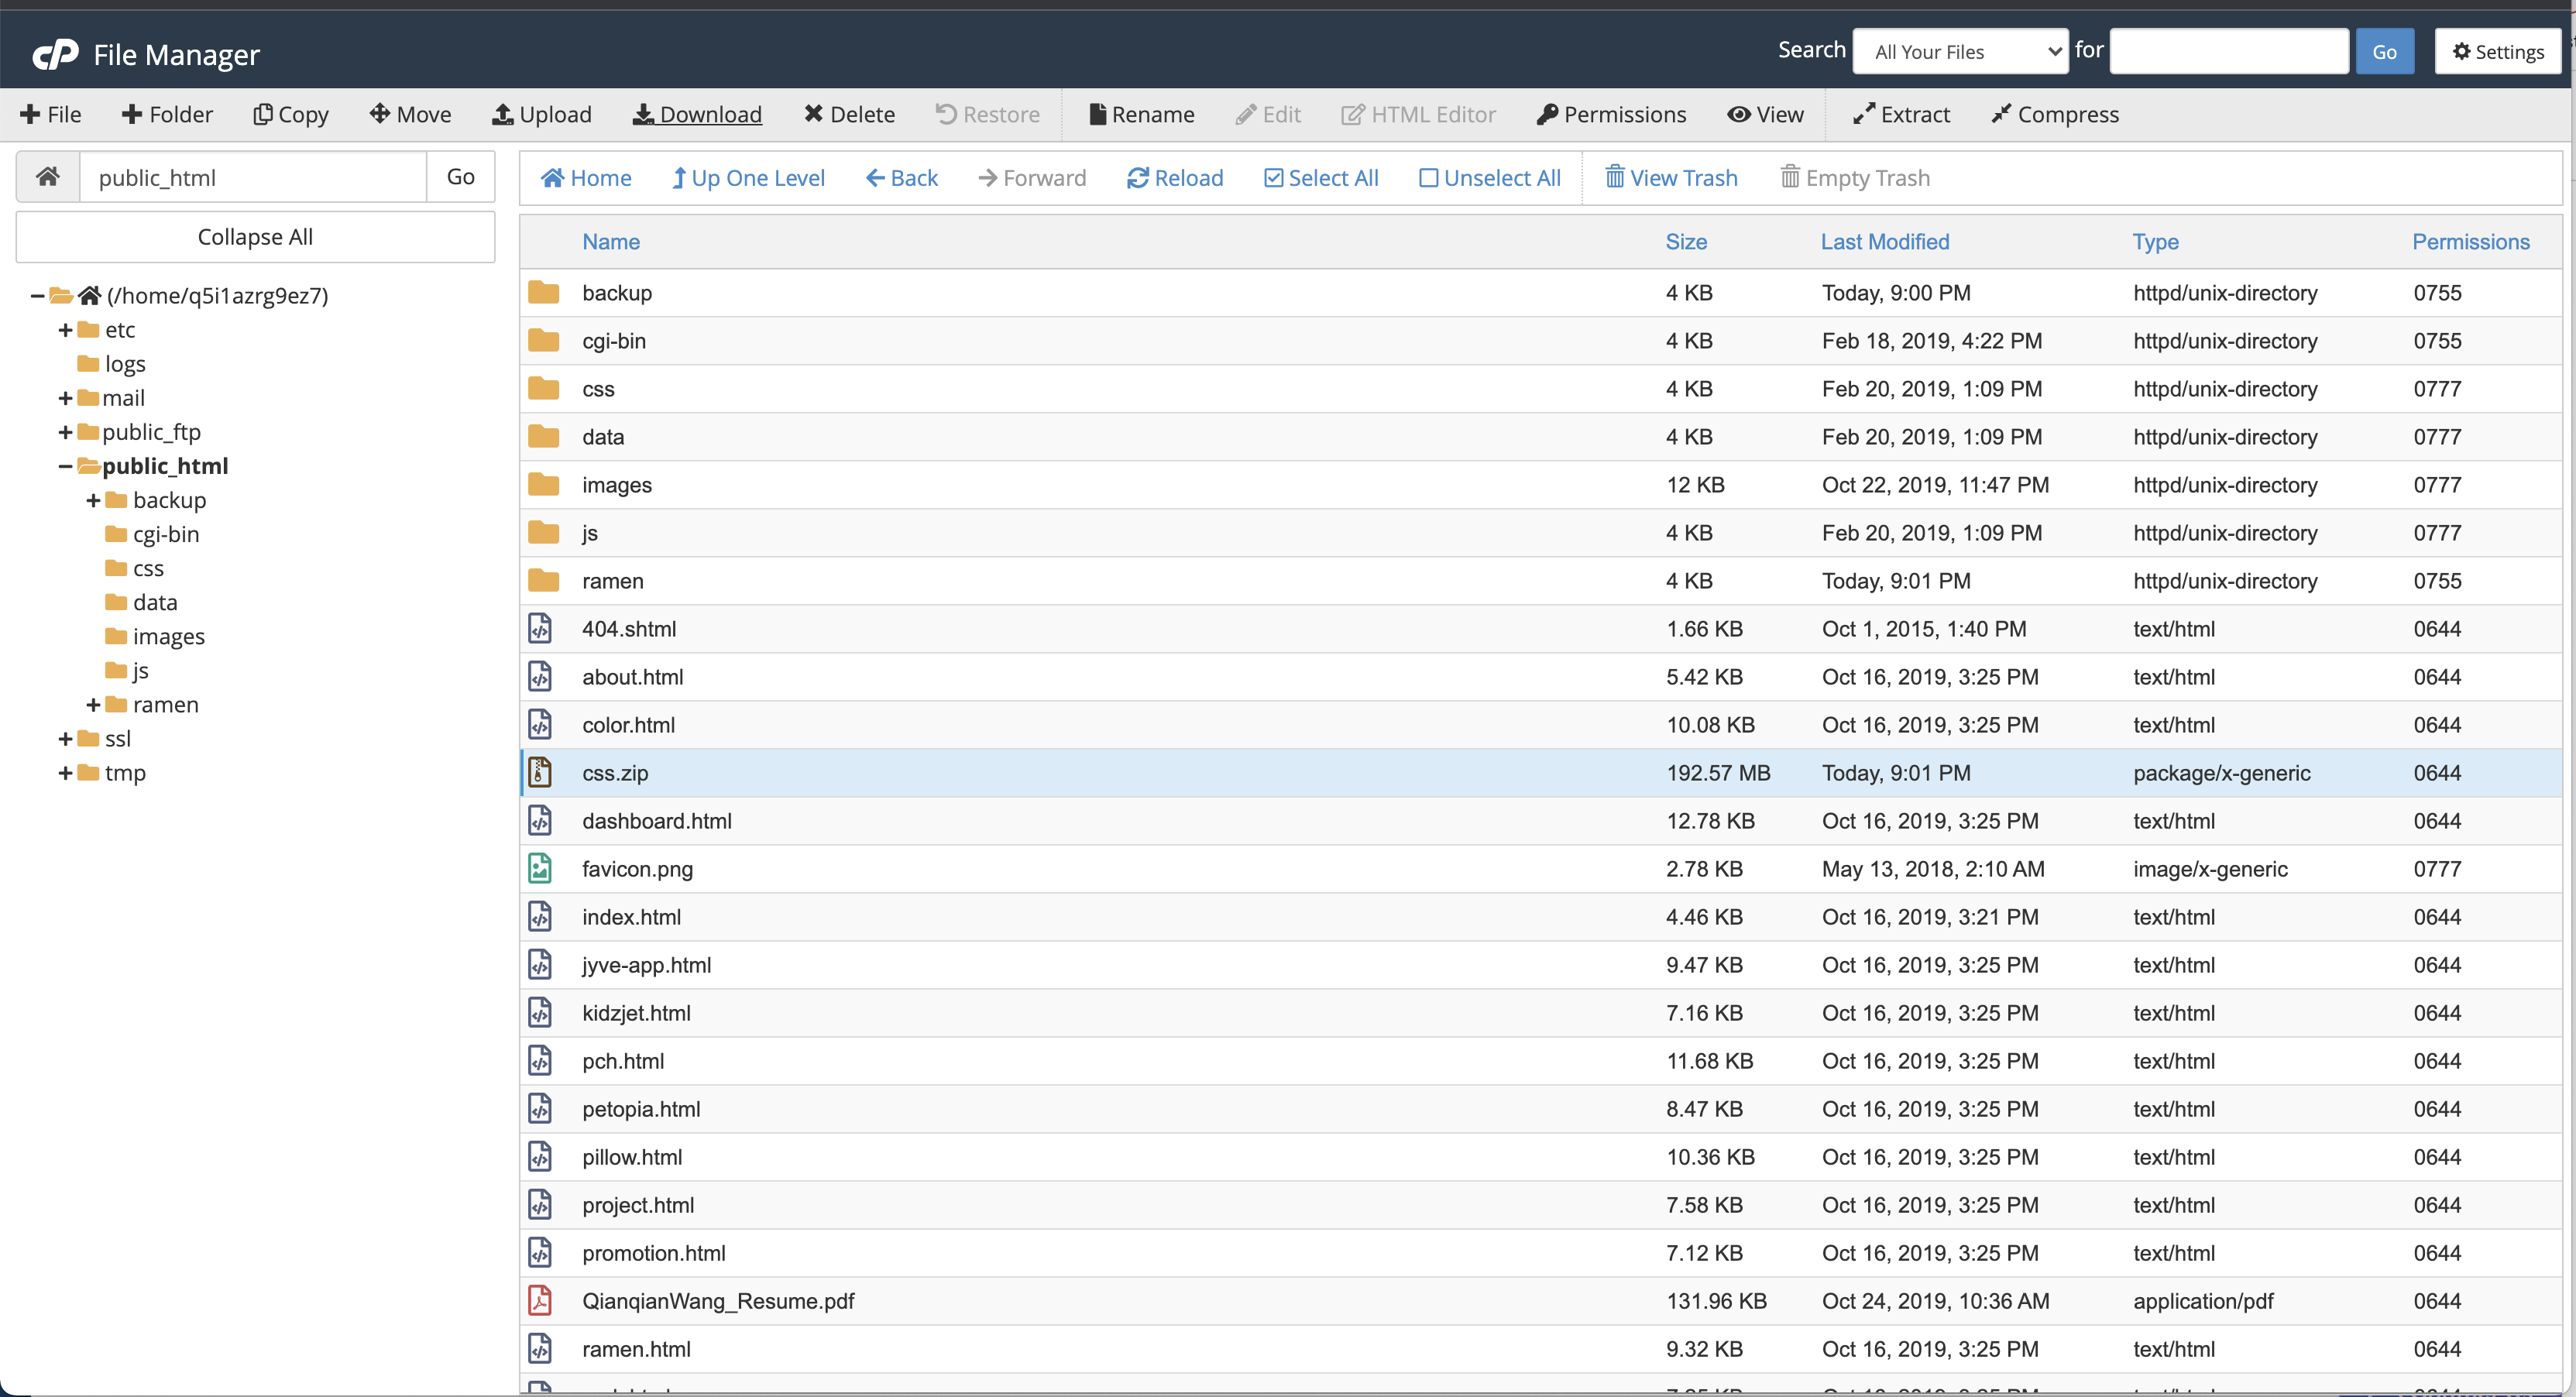 cP File Manager Search All Your Files for Go Settings
File Folder Copy Move Upload Download Delete Restore Rename Edit HTML Editor Permissions View Extract Compress
public_html Go
Collapse All
(/home/q5i1azrg9ez7)
etc
logs
mail
public_ftp
public_html
backup
cgi-bin
css
data
images
js
ramen
ssl
tmp
Home Up One Level Back Forward Reload Select All Unselect All View Trash Empty Trash
Name Size Last Modified Type Permissions
backup 4 KB Today, 9:00 PM httpd/unix-directory 0755
cgi-bin 4 KB Feb 18, 2019, 4:22 PM httpd/unix-directory 0755
css 4 KB Feb 20, 2019, 1:09 PM httpd/unix-directory 0777
data 4 KB Feb 20, 2019, 1:09 PM httpd/unix-directory 0777
images 12 KB Oct 22, 2019, 11:47 PM httpd/unix-directory 0777
js 4 KB Feb 20, 2019, 1:09 PM httpd/unix-directory 0777
ramen 4 KB Today, 9:01 PM httpd/unix-directory 0755
404.shtml 1.66 KB Oct 1, 2015, 1:40 PM text/html 0644
about.html 5.42 KB Oct 16, 2019, 3:25 PM text/html 0644
color.html 10.08 KB Oct 16, 2019, 3:25 PM text/html 0644
css.zip 192.57 MB Today, 9:01 PM package/x-generic 0644
dashboard.html 12.78 KB Oct 16, 2019, 3:25 PM text/html 0644
favicon.png 2.78 KB May 13, 2018, 2:10 AM image/x-generic 0777
index.html 4.46 KB Oct 16, 2019, 3:21 PM text/html 0644
jyve-app.html 9.47 KB Oct 16, 2019, 3:25 PM text/html 0644
kidzjet.html 7.16 KB Oct 16, 2019, 3:25 PM text/html 0644
pch.html 11.68 KB Oct 16, 2019, 3:25 PM text/html 0644
petopia.html 8.47 KB Oct 16, 2019, 3:25 PM text/html 0644
pillow.html 10.36 KB Oct 16, 2019, 3:25 PM text/html 0644
project.html 7.58 KB Oct 16, 2019, 3:25 PM text/html 0644
promotion.html 7.12 KB Oct 16, 2019, 3:25 PM text/html 0644
QianqianWang_Resume.pdf 131.96 KB Oct 24, 2019, 10:36 AM application/pdf 0644
ramen.html 9.32 KB Oct 16, 2019, 3:25 PM text/html 0644